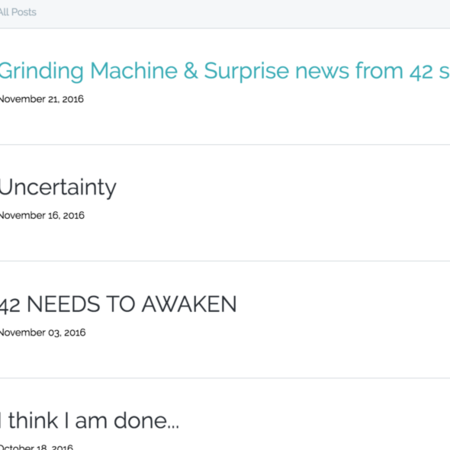 All Posts
Grinding Machine & Surprise news from 42 s
November 21, 2016
Uncertainty
November 16, 2016
42 NEEDS TO AWAKEN
November 03, 2016
I think I am done...
October 18, 2016